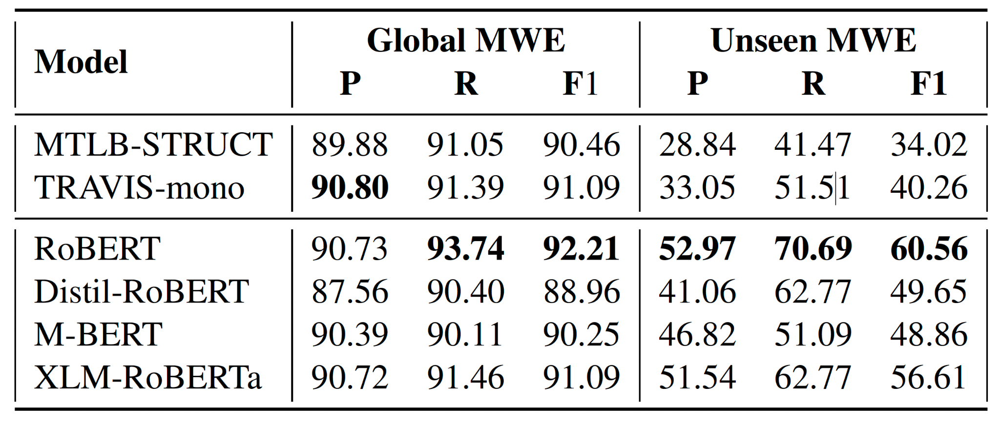 Global MWE Unseen MWE
Model
P R F1 P R F1
MTLB-STRUCT 89.88 91.05 90.46 28.84 41.47 34.02
TRAVIS-mono 90.80 91.39 91.09 33.05 51.51 40.26
RoBERT 90.73 93.74 92.21 52.97 70.69 60.56
Distil-RoBERT 87.56 90.40 88.96 41.06 62.77 49.65
M-BERT 90.39 90.11 90.25 46.82 51.09 48.86
XLM-RoBERTa 90.72 91.46 91.09 51.54 62.77 56.61